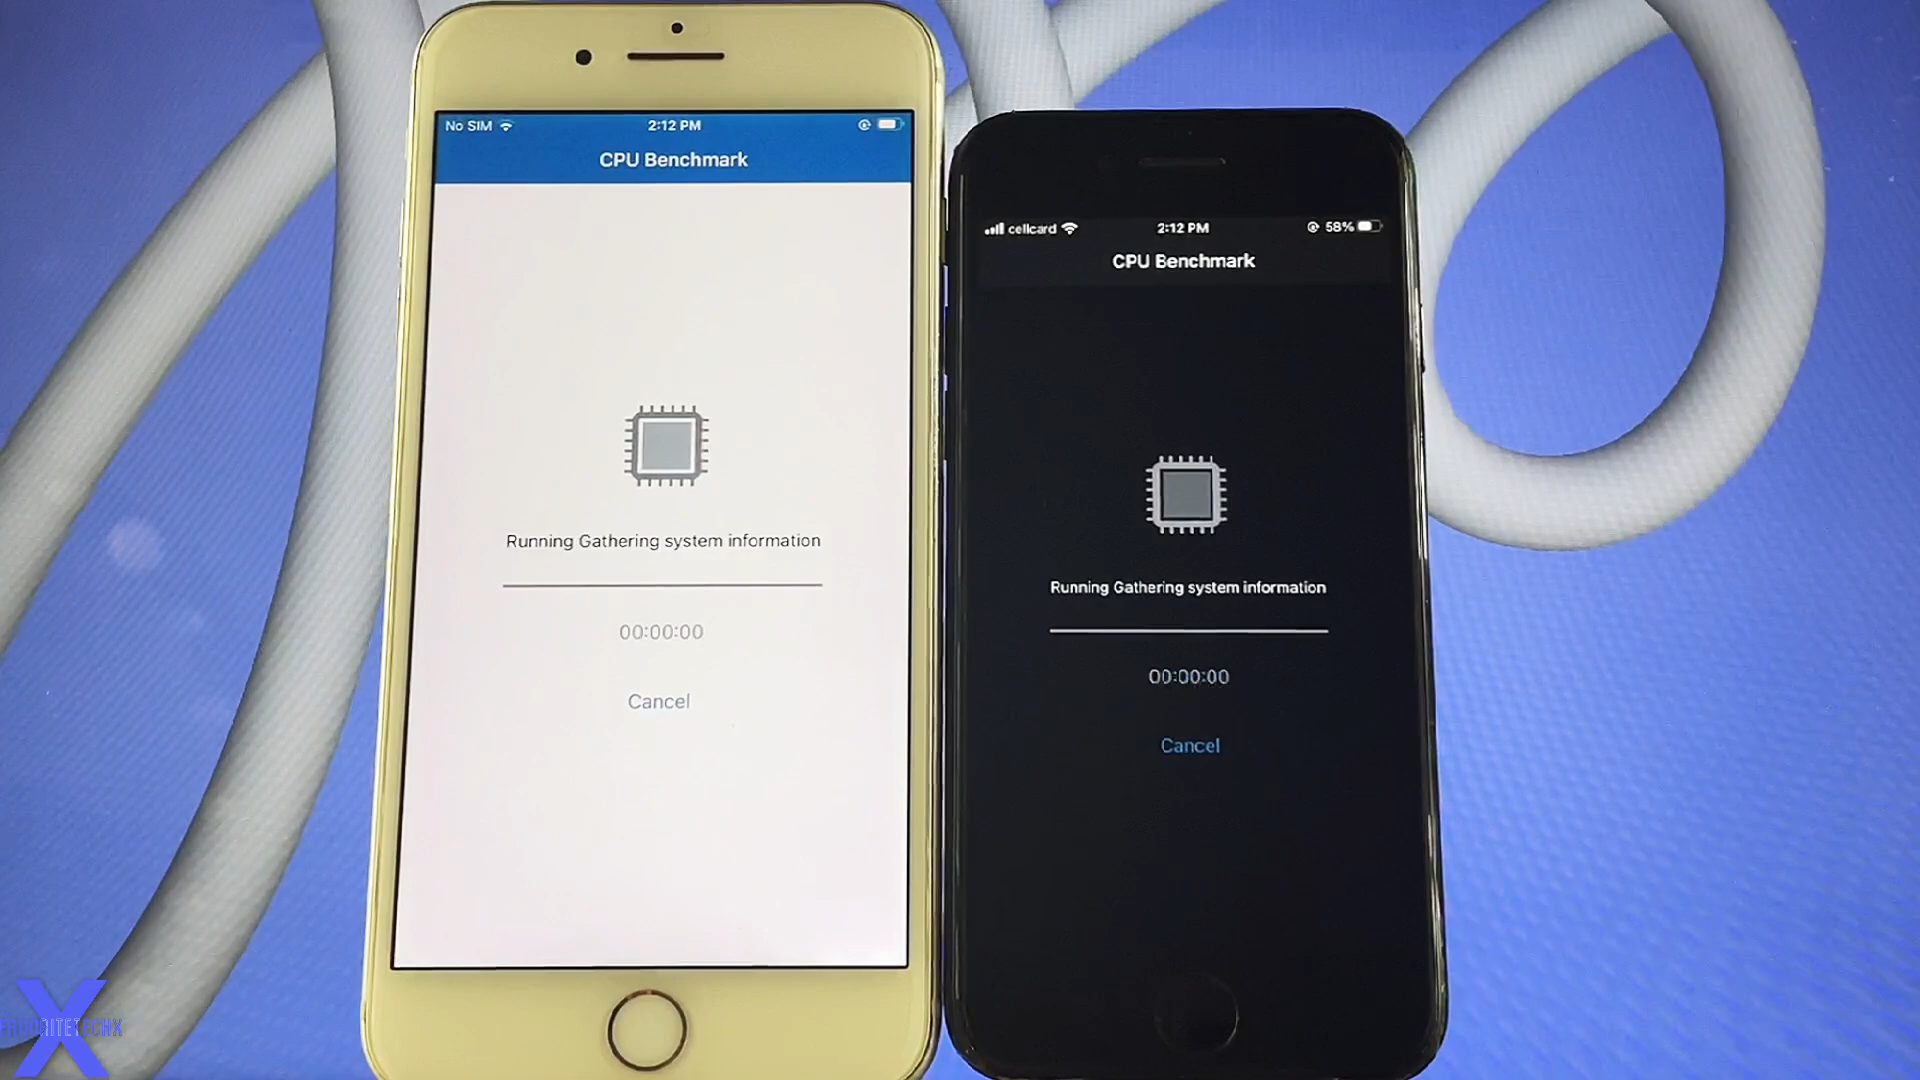 No SIM 2:12 PM
CPU Benchmark
Running Gathering system information
00:00:00
Cancel
cellcard 2:12 PM 58%
CPU Benchmark
Running Gathering system information
00:00:00
Cancel
X